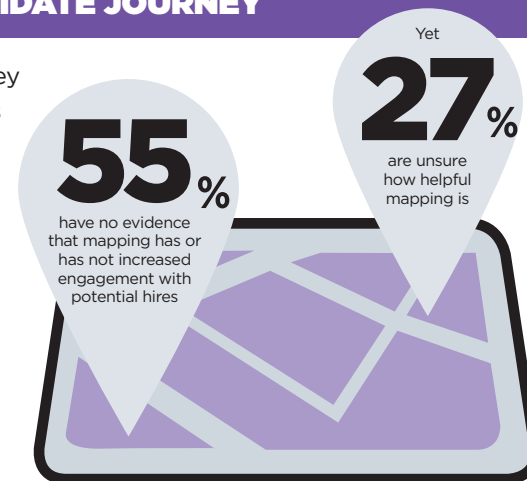 JOURNEY
55%
have no evidence
that mapping has or
has not increased
engagement with
potential hires
Yet
27%
are unsure
how helpful
mapping is